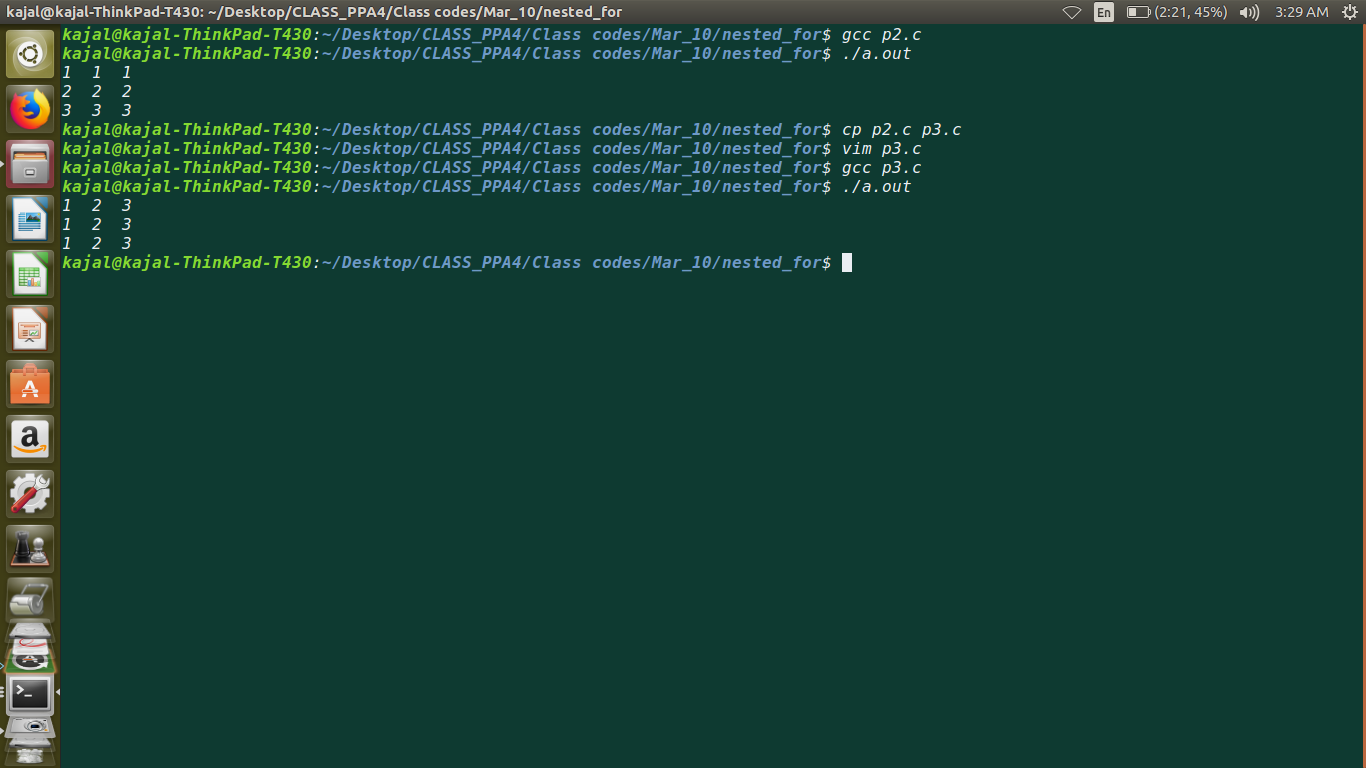 kajal@kajal-ThinkPad-T430: ~/Desktop/CLASS_PPA4/Class codes/Mar_10/nested_for En (2:21, 45%) 3:29 AM
kajal@kajal-ThinkPad-T430:~/Desktop/CLASS_PPA4/Class codes/Mar_10/nested_for$ gcc p2.c
kajal@kajal-ThinkPad-T430:~/Desktop/CLASS_PPA4/Class codes/Mar_10/nested_for$ ./a.out
1 1 1
2 2 2
3 3 3
kajal@kajal-ThinkPad-T430:~/Desktop/CLASS_PPA4/Class codes/Mar_10/nested_for$ cp p2.c p3.c
kajal@kajal-ThinkPad-T430:~/Desktop/CLASS_PPA4/Class codes/Mar_10/nested_for$ vim p3.c
kajal@kajal-ThinkPad-T430:~/Desktop/CLASS_PPA4/Class codes/Mar_10/nested_for$ gcc p3.c
kajal@kajal-ThinkPad-T430:~/Desktop/CLASS_PPA4/Class codes/Mar_10/nested_for$ ./a.out
1 2 3
1 2 3
1 2 3
kajal@kajal-ThinkPad-T430:~/Desktop/CLASS_PPA4/Class codes/Mar_10/nested_for$